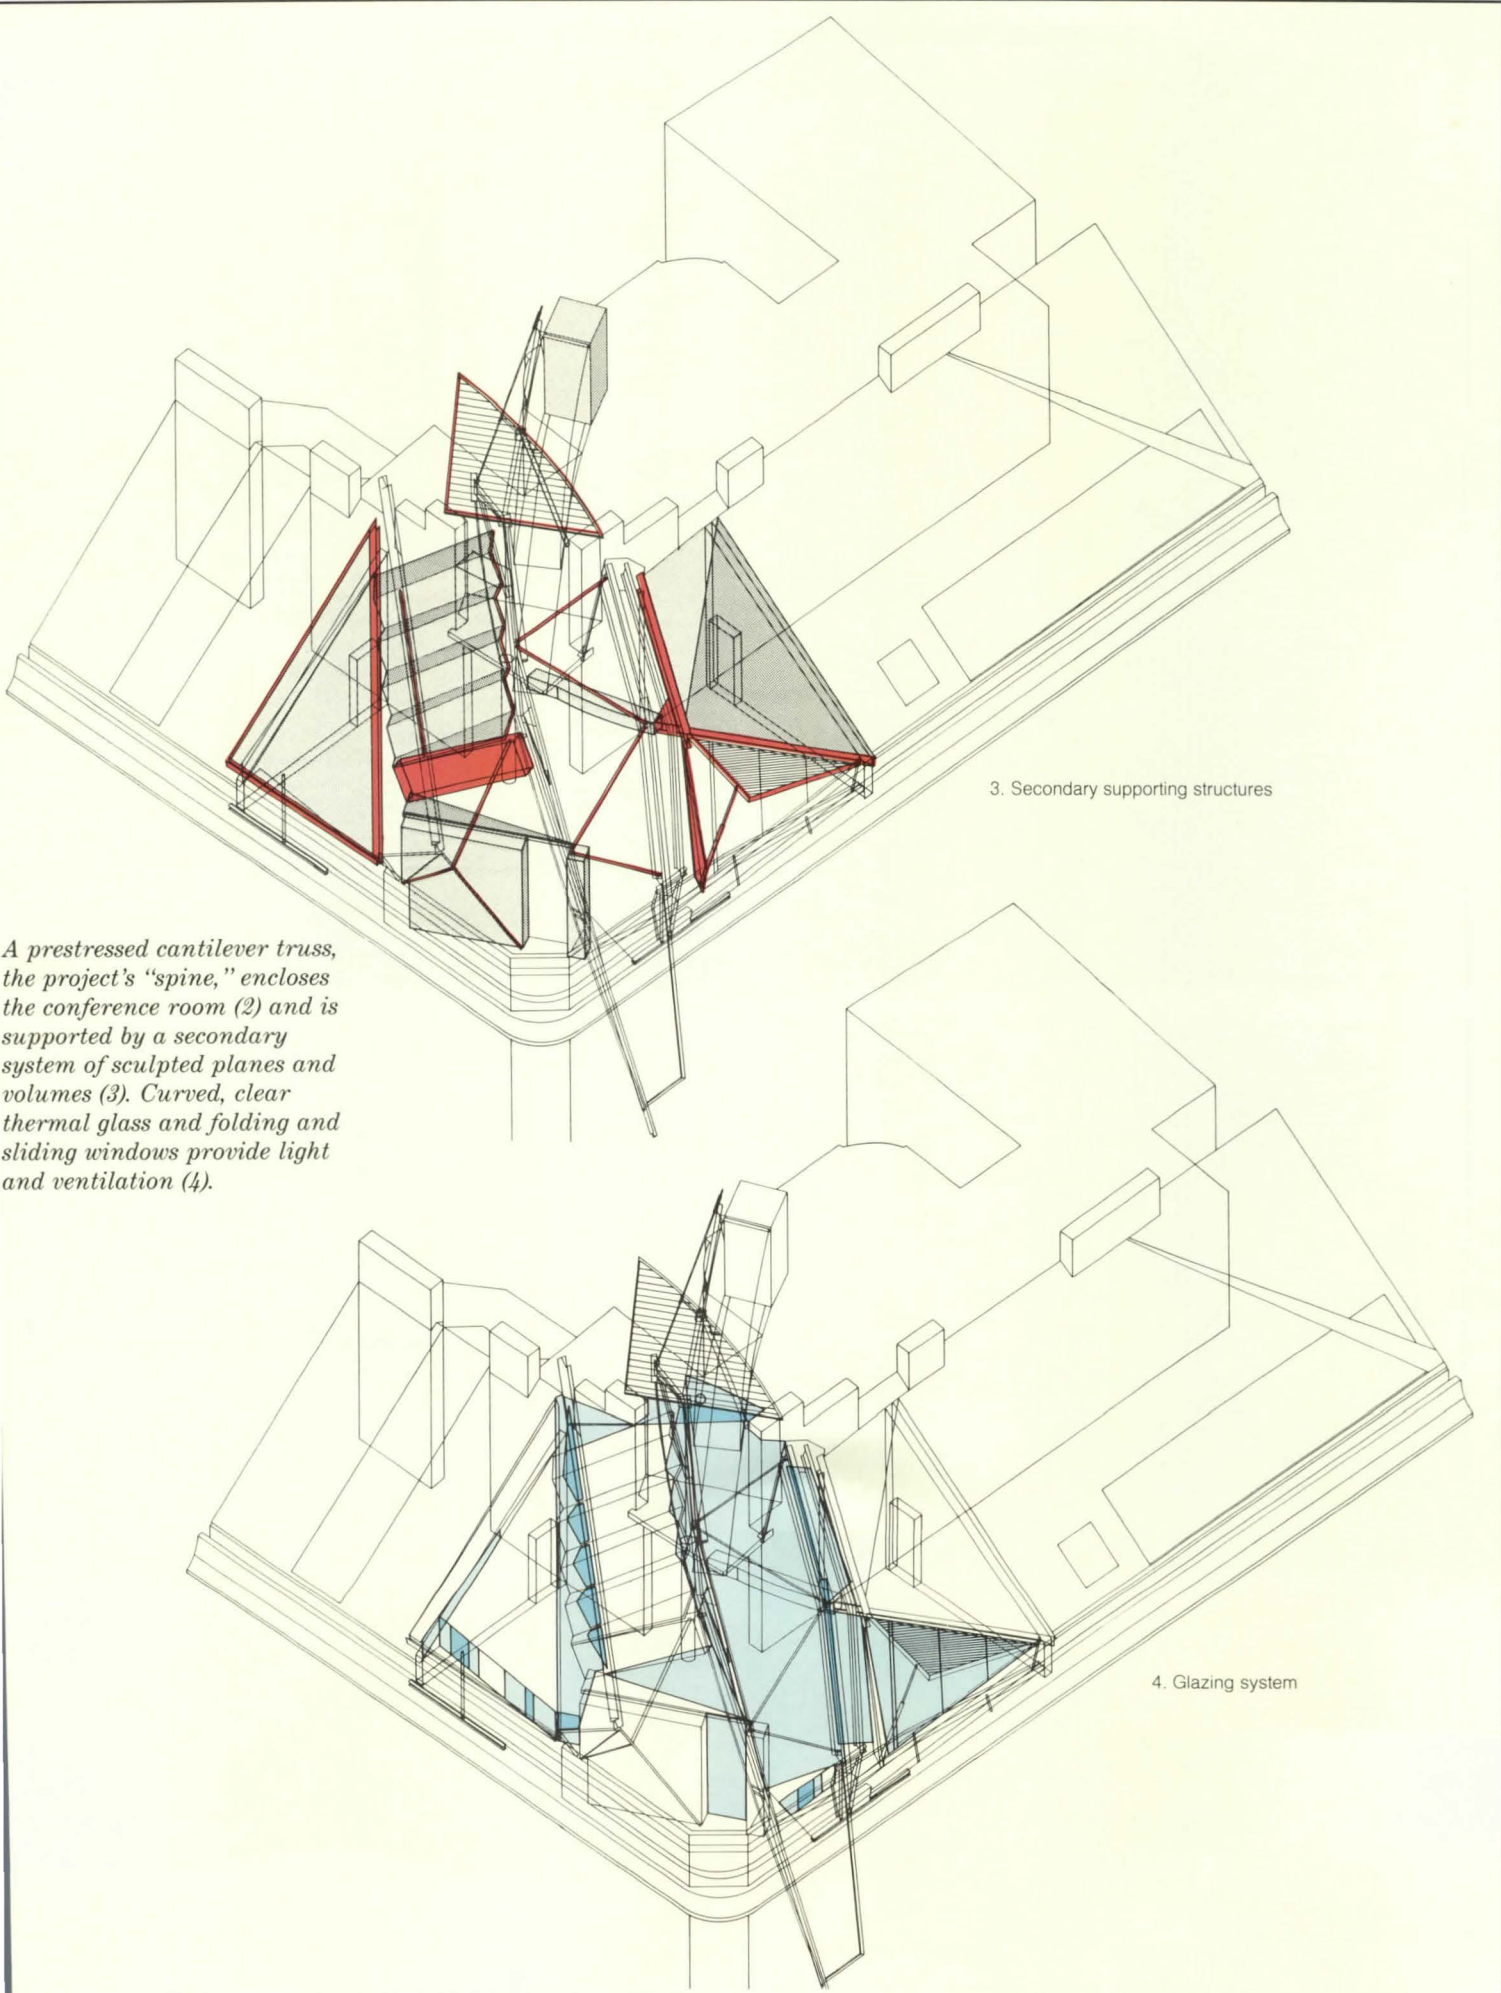 3. Secondary supporting structures
A prestressed cantilever truss,
the project's "spine," encloses
the conference room (2) and is
supported by a secondary
system of sculpted planes and
volumes (3). Curved, clear
thermal glass and folding and
sliding windows provide light
and ventilation (4).
4. Glazing system